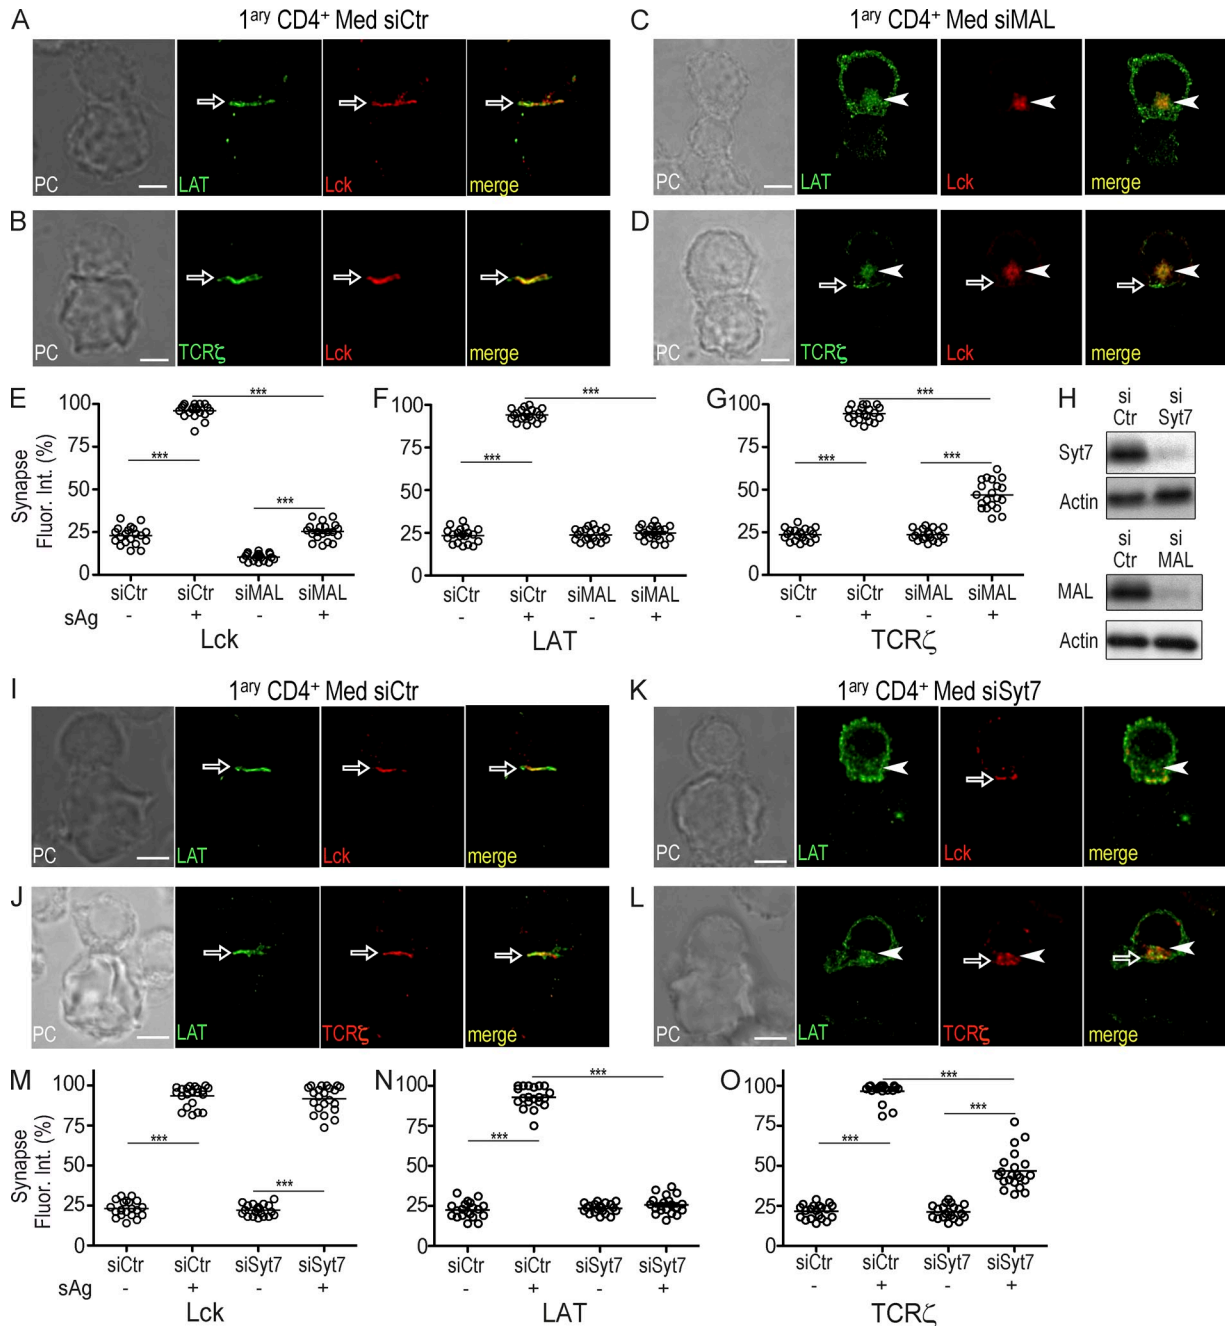 A 1ary CD4+ Med siCtr
PC LAT Lck merge
C 1ary CD4+ Med siMAL
PC LAT Lck merge
B
PC TCRζ Lck merge
D
PC TCRζ Lck merge
E
Synapse
Fluor. Int. (%)
100
75
50
25
0
***
***
***
siCtr siCtr siMAL siMAL
sAg - + - +
Lck
F
100
75
50
25
0
***
***
siCtr siCtr siMAL siMAL
- + - +
LAT
G
100
75
50
25
0
***
***
***
siCtr siCtr siMAL siMAL
- + - +
TCRζ
H
si si
Ctr Syt7
Syt7
Actin
si si
Ctr MAL
MAL
Actin
I 1ary CD4+ Med siCtr
PC LAT Lck merge
K 1ary CD4+ Med siSyt7
PC LAT Lck merge
J
PC LAT TCRζ merge
L
PC LAT TCRζ merge
M
Synapse
Fluor. Int. (%)
100
75
50
25
0
***
***
siCtr siCtr siSyt7 siSyt7
sAg - + - +
Lck
N
100
75
50
25
0
***
***
siCtr siCtr siSyt7 siSyt7
- + - +
LAT
O
100
75
50
25
0
***
***
***
siCtr siCtr siSyt7 siSyt7
- + - +
TCRζ